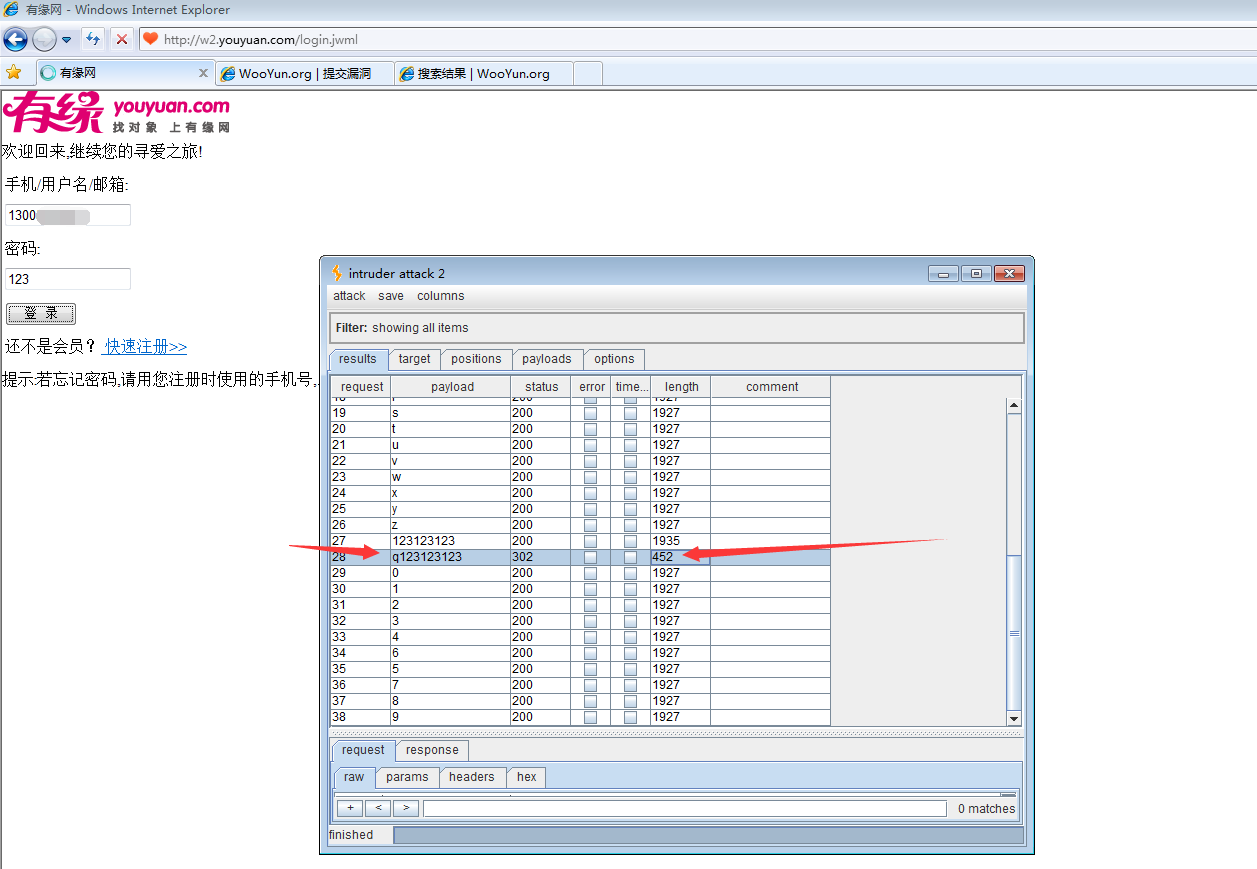 有缘网 - Windows Internet Explorer
http://w2.youyuan.com/login.jwml
有缘网 x WooYun.org | 提交漏洞 搜索结果 | WooYun.org
有缘 youyuan.com
找对象 上有缘网
欢迎回来,继续您的寻爱之旅!
手机/用户名/邮箱:
1300
密码:
123
登 录
还不是会员？ 快速注册>>
提示:若忘记密码,请用您注册时使用的手机号,
intruder attack 2
attack save columns
Filter: showing all items
results target positions payloads options
request payload status error time... length comment
19 s 200 1927
20 t 200 1927
21 u 200 1927
22 v 200 1927
23 w 200 1927
24 x 200 1927
25 y 200 1927
26 z 200 1927
27 123123123 200 1935
28 q123123123 302 452
29 0 200 1927
30 1 200 1927
31 2 200 1927
32 3 200 1927
33 4 200 1927
34 6 200 1927
35 5 200 1927
36 7 200 1927
37 8 200 1927
38 9 200 1927
request response
raw params headers hex
+ < > 0 matches
finished